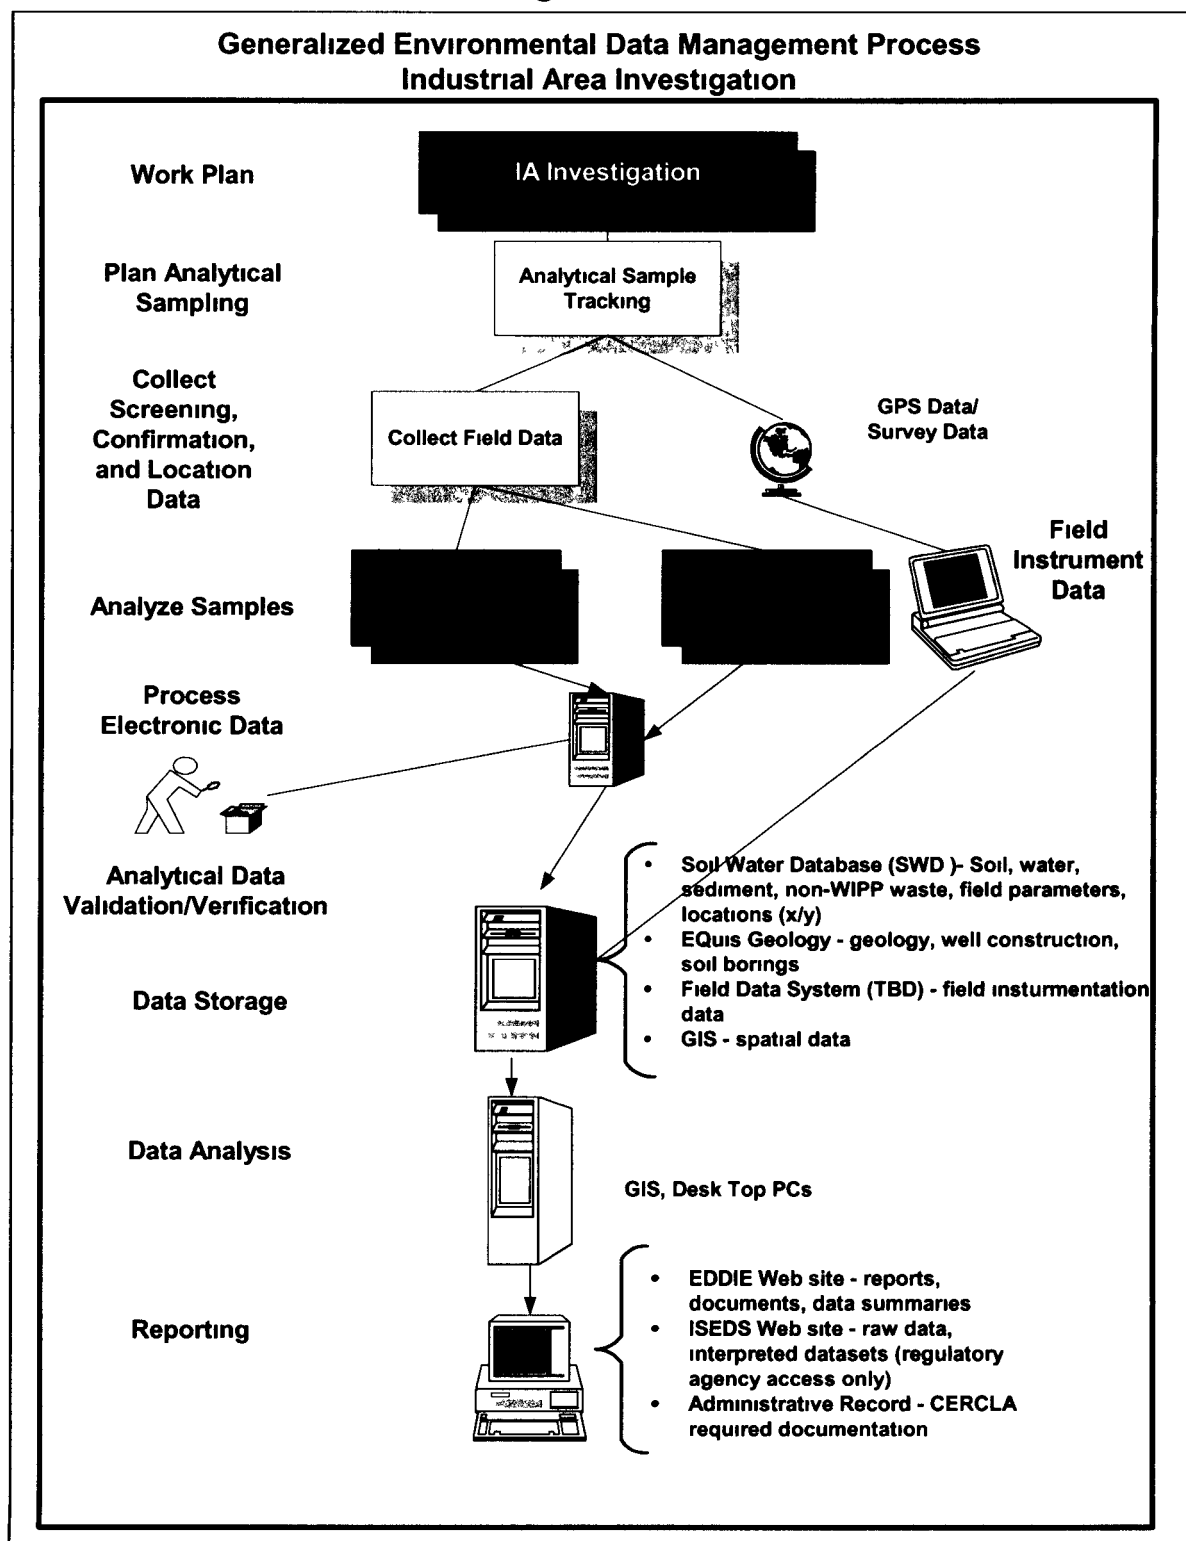 Generalized Environmental Data Management Process
Industrial Area Investigation
Work Plan
IA Investigation
Plan Analytical
Sampling
Analytical Sample
Tracking
Collect
Screening,
Confirmation,
and Location
Data
Collect Field Data
GPS Data/
Survey Data
Field
Instrument
Data
Analyze Samples
Process
Electronic Data
Analytical Data
Validation/Verification
• Soil Water Database (SWD )- Soil, water,
sediment, non-WIPP waste, field parameters,
locations (x/y)
• EQuis Geology - geology, well construction,
soil borings
• Field Data System (TBD) - field insturmentation
data
• GIS - spatial data
Data Storage
Data Analysis
GIS, Desk Top PCs
Reporting
• EDDIE Web site - reports,
documents, data summaries
• ISEDS Web site - raw data,
interpreted datasets (regulatory
agency access only)
• Administrative Record - CERCLA
required documentation